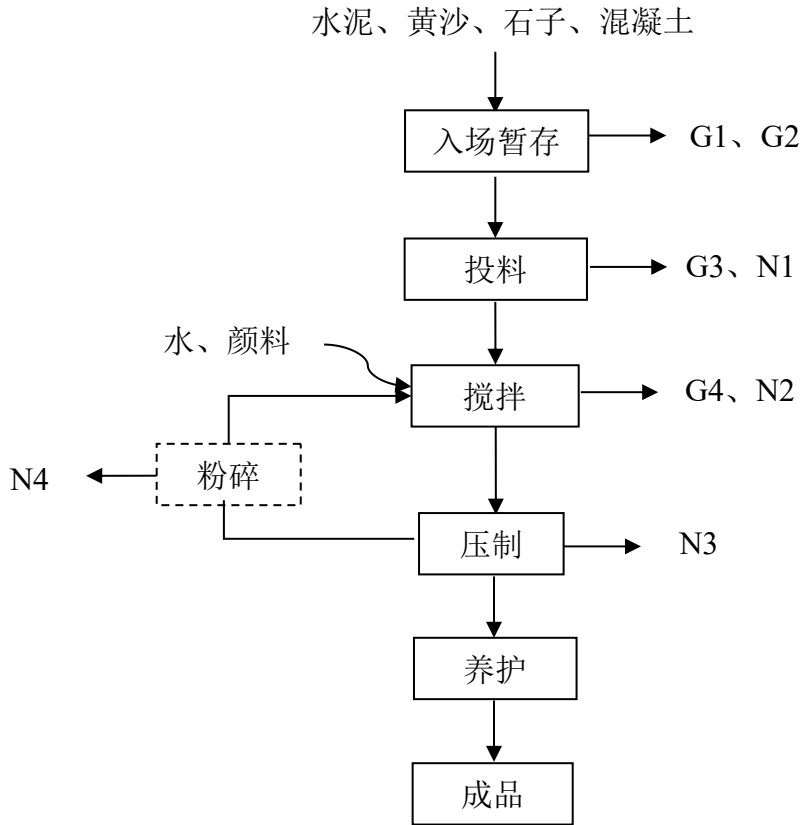 水泥、黄沙、石子、混凝土
入场暂存
G1、G2
投料
G3、N1
水、颜料
搅拌
G4、N2
N4
粉碎
压制
N3
养护
成品